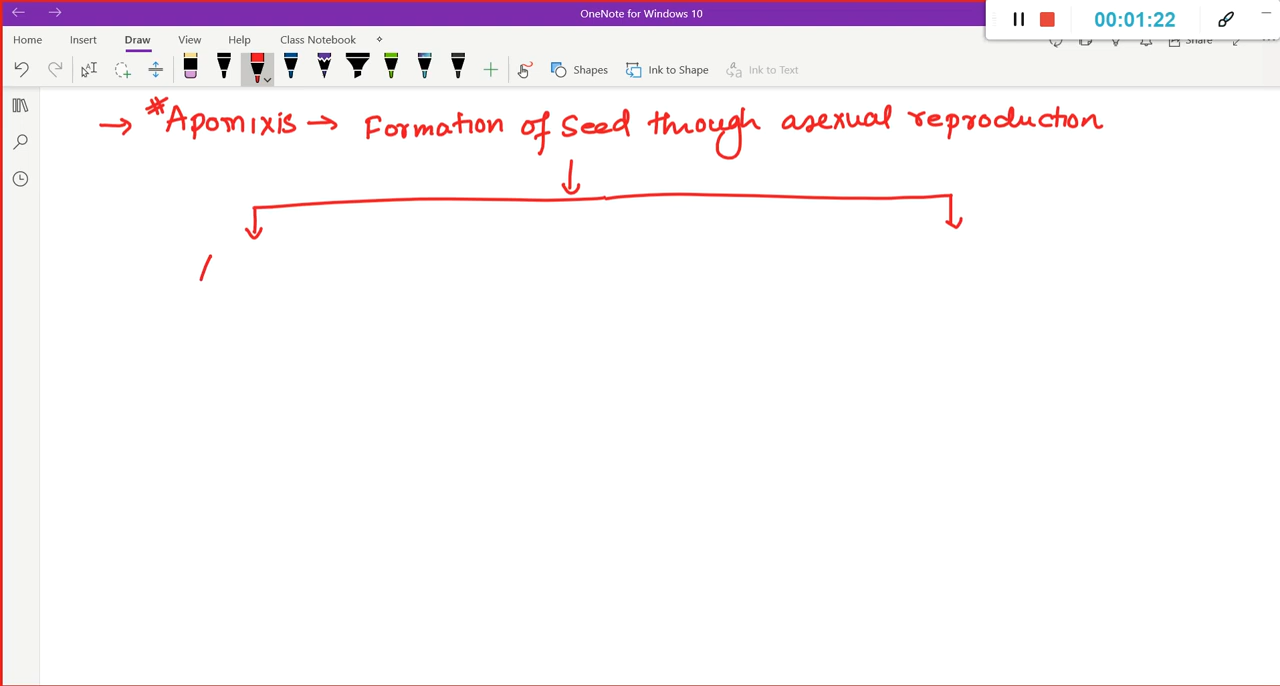 OneNote for Windows 10
00:01:22
Home Insert Draw View Help Class Notebook
Share
Shapes Ink to Shape Ink to Text
→ *Apomixis → Formation of Seed through asexual reproduction